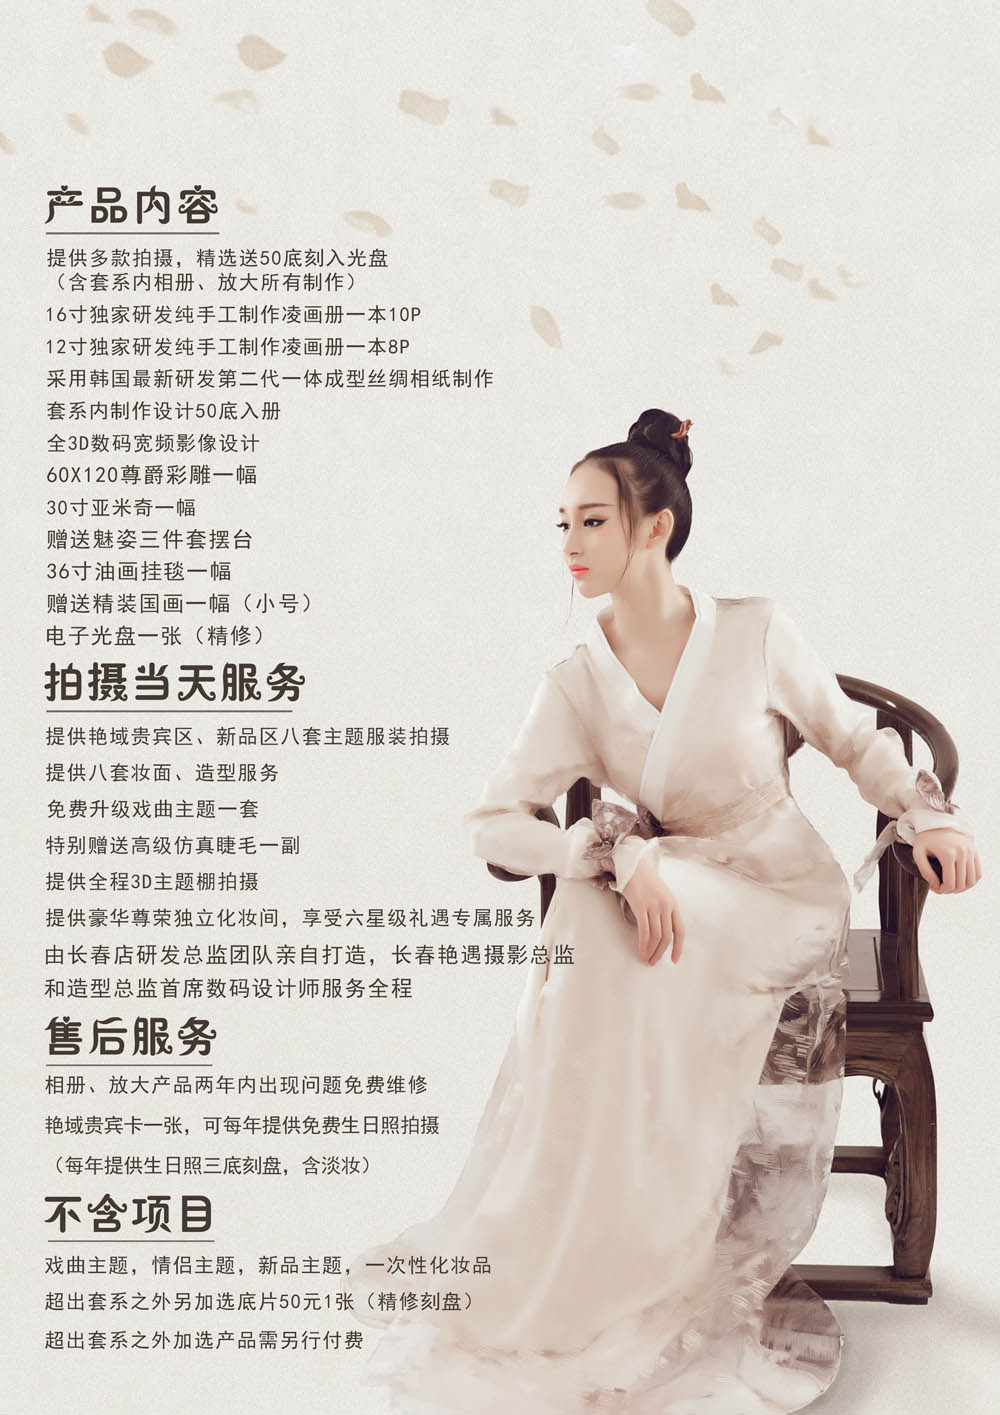 产品内容
提供多款拍摄，精选送50底刻入光盘
（含套系内相册、放大所有制作）
16寸独家研发纯手工制作凌画册一本10P
12寸独家研发纯手工制作凌画册一本8P
采用韩国最新研发第二代一体成型丝绸相纸制作
套系内制作设计50底入册
全3D数码宽频影像设计
60X120尊爵彩雕一幅
30寸亚米奇一幅
赠送魅姿三件套摆台
36寸油画挂毯一幅
赠送精装国画一幅（小号）
电子光盘一张（精修）
拍摄当天服务
提供艳域贵宾区、新品区八套主题服装拍摄
提供八套妆面、造型服务
免费升级戏曲主题一套
特别赠送高级仿真睫毛一副
提供全程3D主题棚拍摄
提供豪华尊荣独立化妆间，享受六星级礼遇专属服务
由长春店研发总监团队亲自打造，长春艳遇摄影总监
和造型总监首席数码设计师服务全程
售后服务
相册、放大产品两年内出现问题免费维修
艳域贵宾卡一张，可每年提供免费生日照拍摄
（每年提供生日照三底刻盘，含淡妆）
不含项目
戏曲主题，情侣主题，新品主题，一次性化妆品
超出套系之外另加选底片50元1张（精修刻盘）
超出套系之外加选产品需另行付费